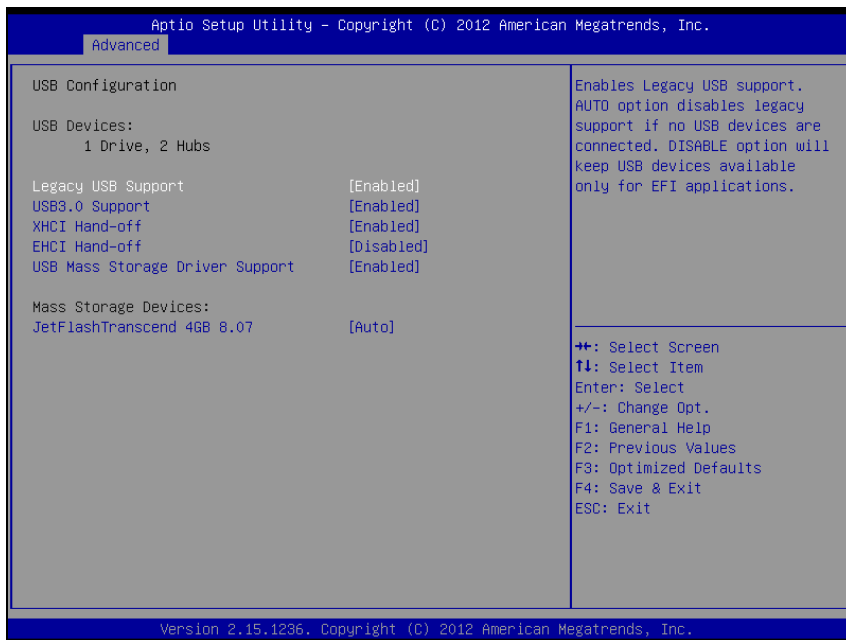 Aptio Setup Utility – Copyright (C) 2012 American Megatrends, Inc.
Advanced
USB Configuration
USB Devices:
1 Drive, 2 Hubs
Legacy USB Support [Enabled]
USB3.0 Support [Enabled]
XHCI Hand-off [Enabled]
EHCI Hand-off [Disabled]
USB Mass Storage Driver Support [Enabled]
Mass Storage Devices:
JetFlashTranscend 4GB 8.07 [Auto]
Enables Legacy USB support.
AUTO option disables legacy
support if no USB devices are
connected. DISABLE option will
keep USB devices available
only for EFI applications.
→←: Select Screen
↑↓: Select Item
Enter: Select
+/-: Change Opt.
F1: General Help
F2: Previous Values
F3: Optimized Defaults
F4: Save & Exit
ESC: Exit
Version 2.15.1236. Copyright (C) 2012 American Megatrends, Inc.